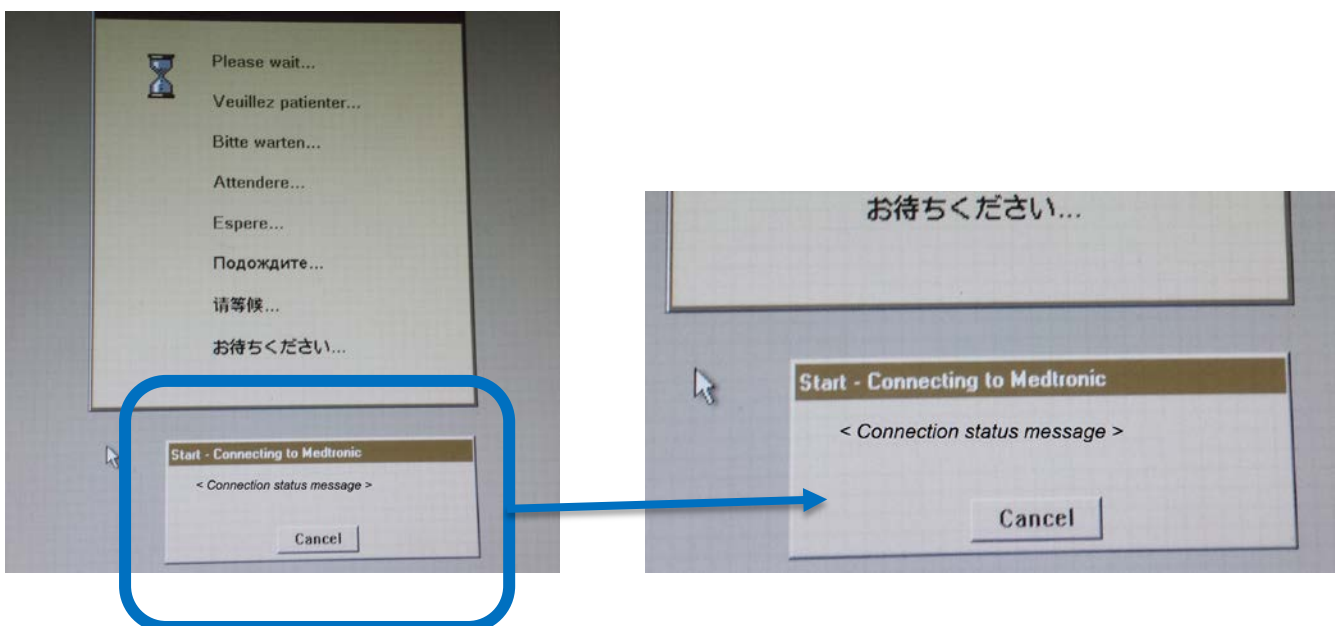 Please wait...
Veuillez patienter...
Bitte warten...
Attendere...
Espere...
Подождите...
请等候...
お待ちください...
Start - Connecting to Medtronic
< Connection status message >
Cancel
お待ちください...
Start - Connecting to Medtronic
< Connection status message >
Cancel